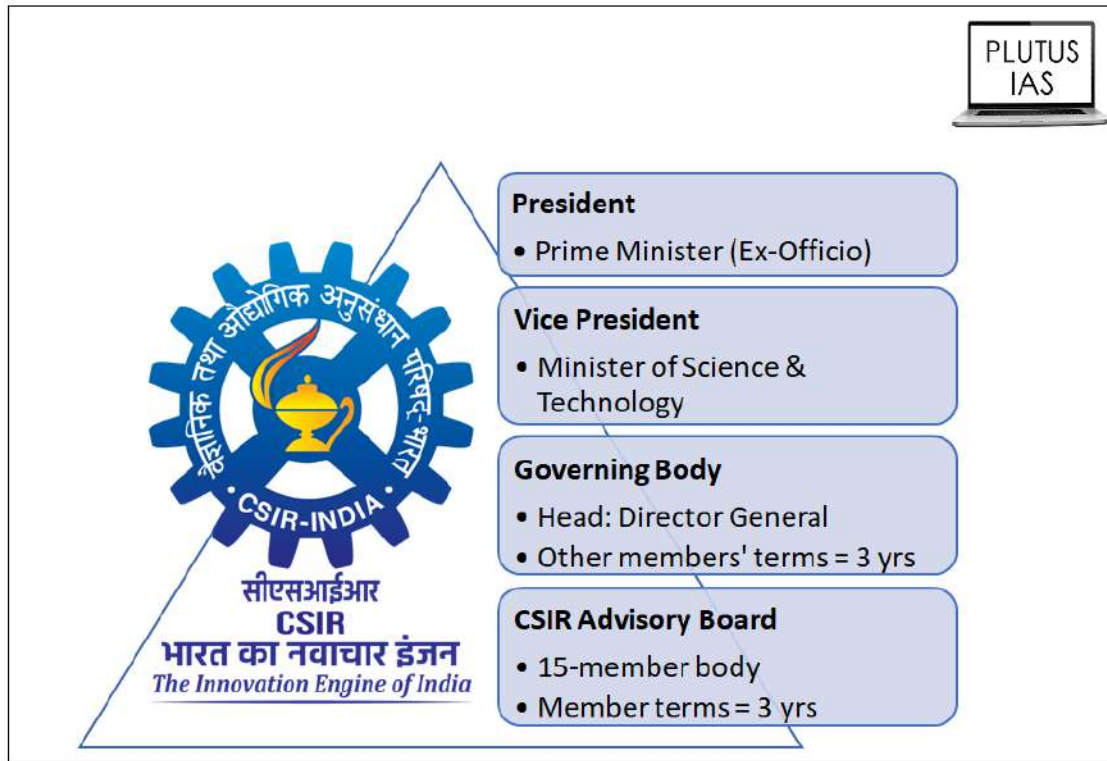 PLUTUS
IAS
President
• Prime Minister (Ex-Officio)
Vice President
• Minister of Science &
Technology
Governing Body
• Head: Director General
• Other members' terms = 3 yrs
CSIR Advisory Board
• 15-member body
• Member terms = 3 yrs
वैज्ञानिक तथा औद्योगिक अनुसंधान परिषद्-भारत
• CSIR-INDIA •
सीएसआईआर
CSIR
भारत का नवाचार इंजन
The Innovation Engine of India